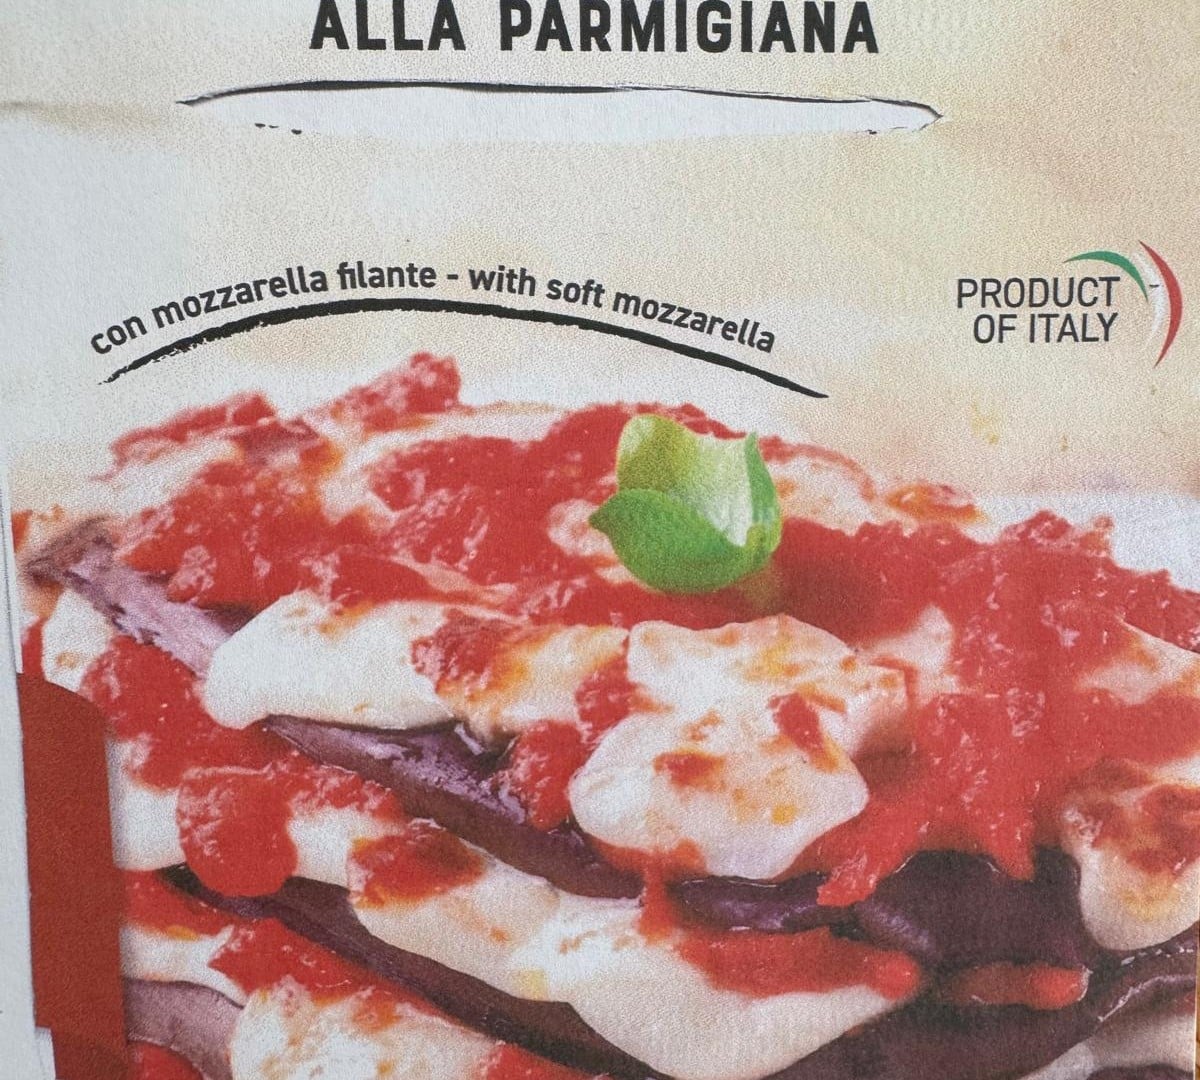 ALLA PARMIGIANA
con mozzarella filante - with soft mozzarella
PRODUCT
OF ITALY